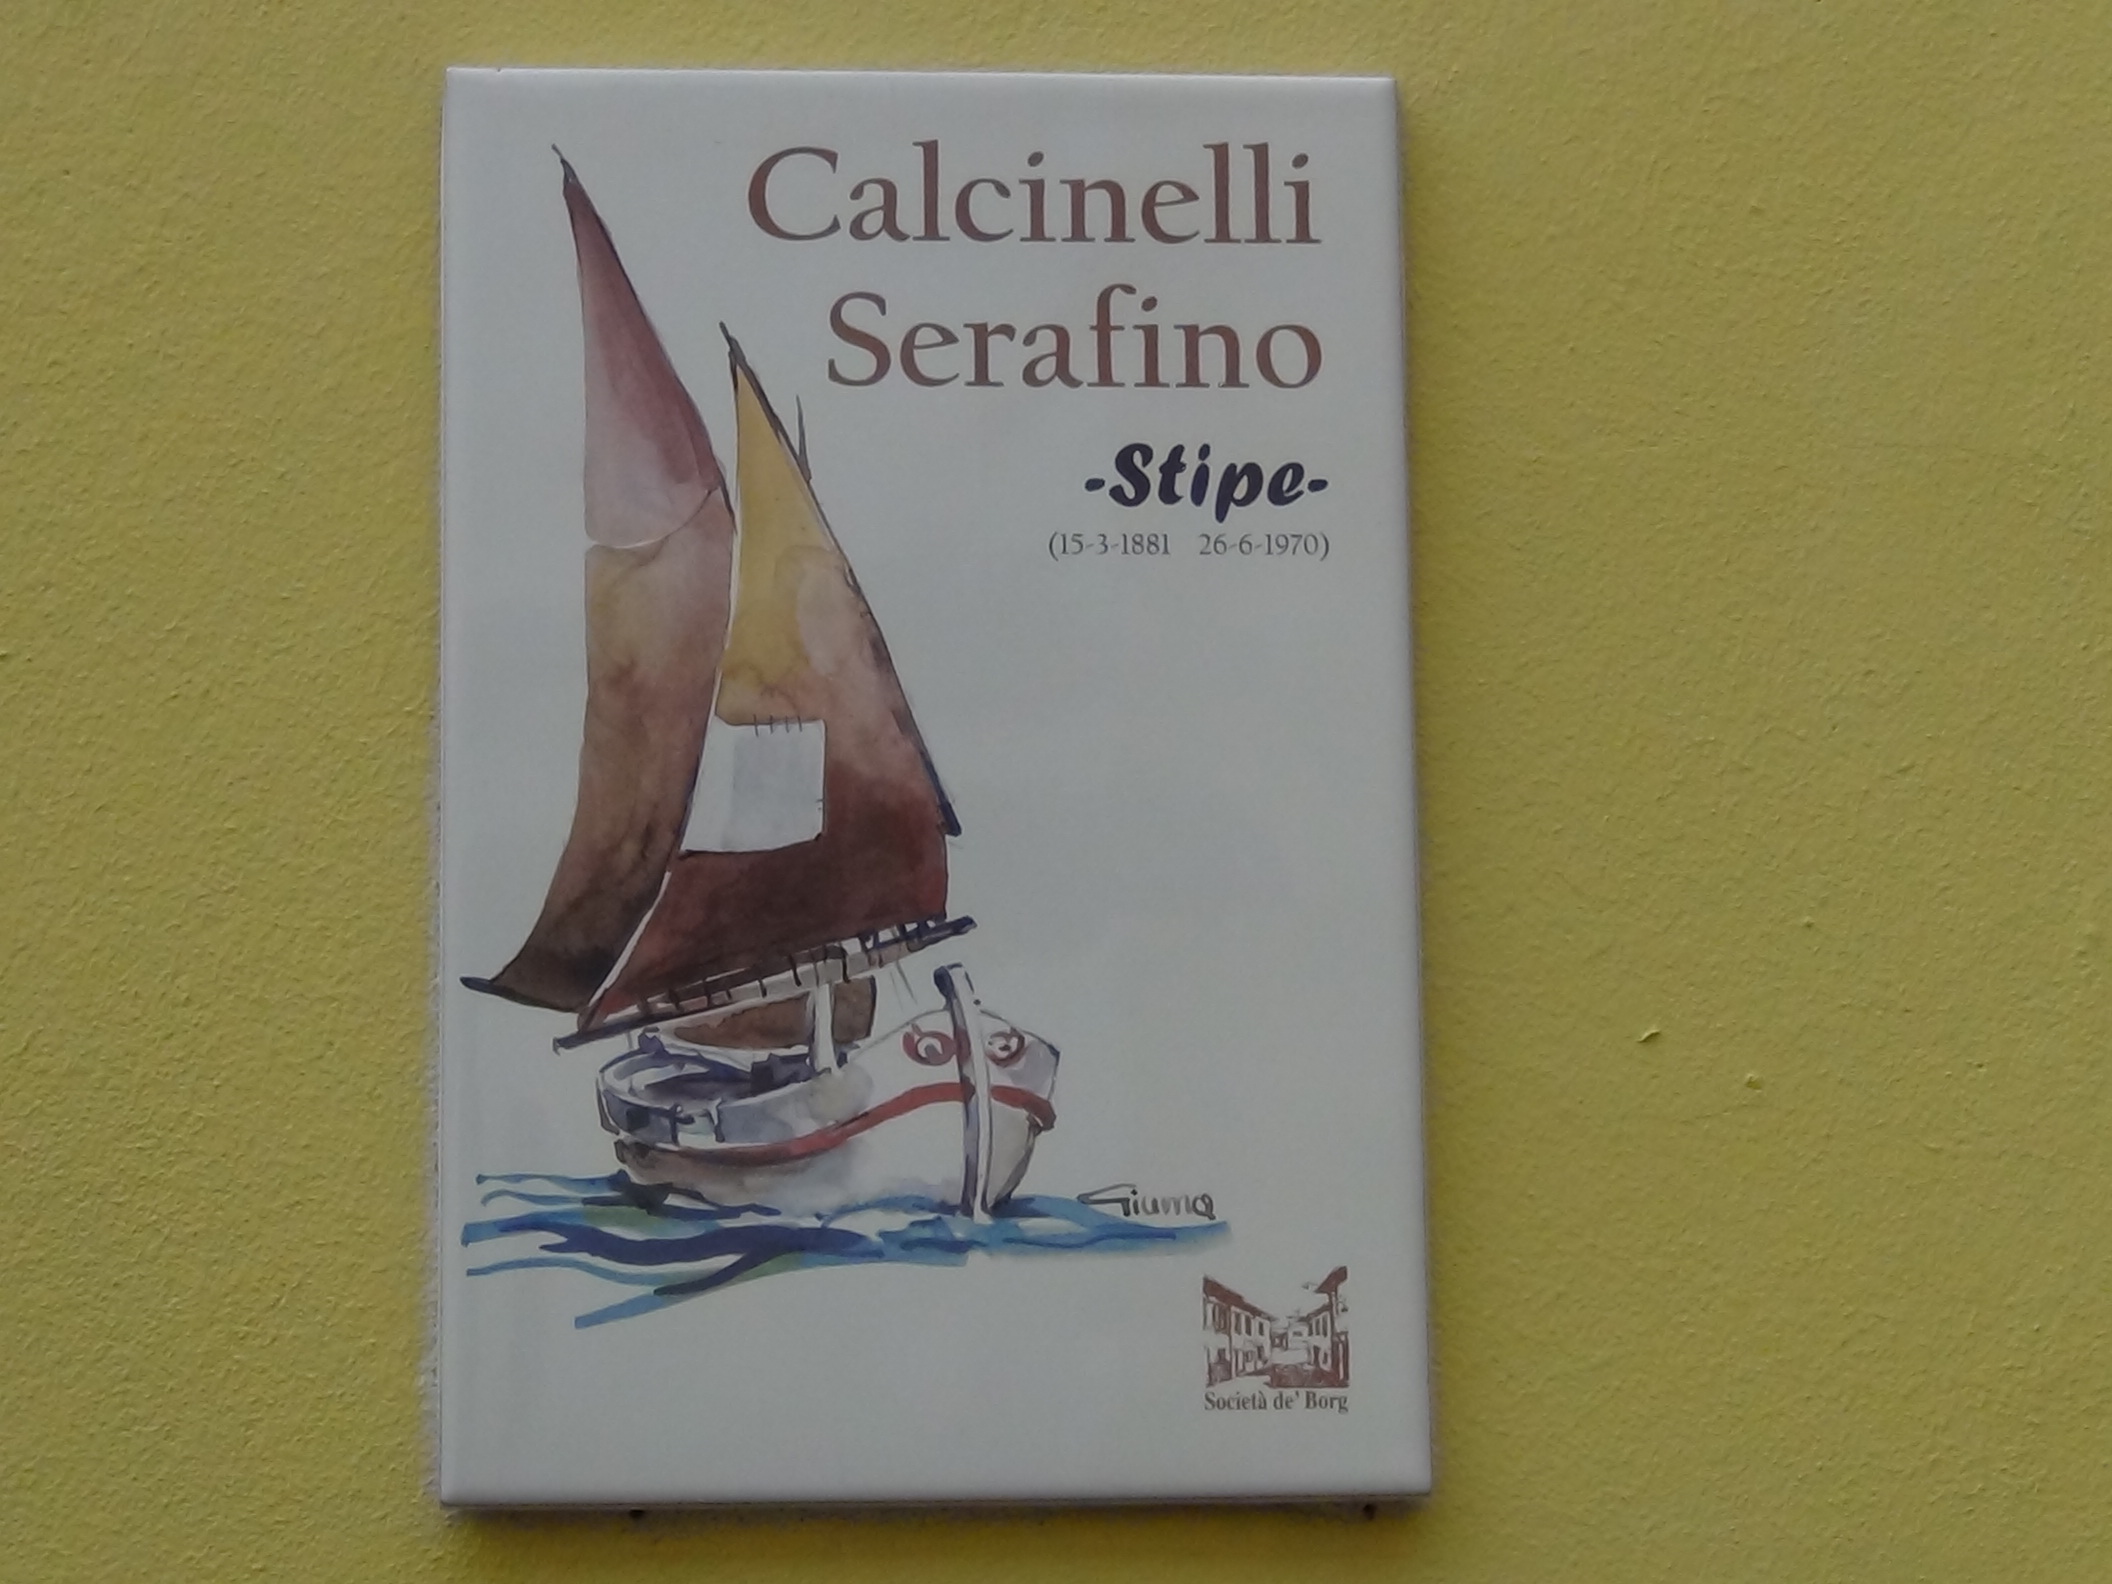 Calcinelli
Serafino
-Stipe-
(15-3-1881 26-6-1970)
Giuma
Società de' Borg